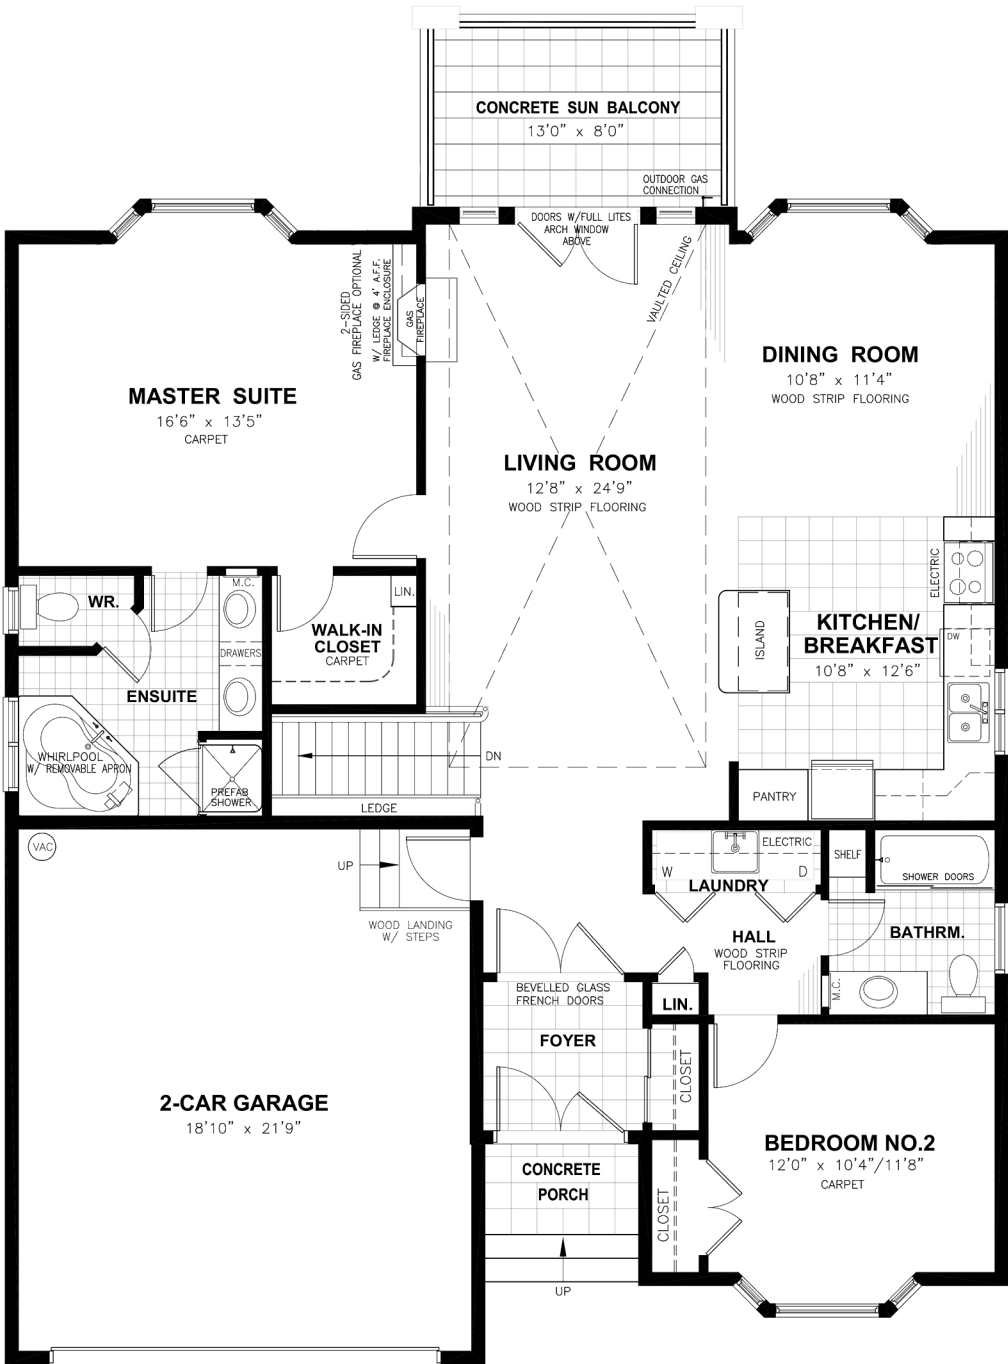 CONCRETE SUN BALCONY
13'0" x 8'0"
OUTDOOR GAS
CONNECTION
DOORS W/FULL LITES
ARCH WINDOW
ABOVE
VAULTED CEILING
2-SIDED
GAS FIREPLACE OPTIONAL
W/ LEDGE @ 4' A.F.F.
FIREPLACE ENCLOSURE
GAS
FIREPLACE
MASTER SUITE
16'6" x 13'5"
CARPET
DINING ROOM
10'8" x 11'4"
WOOD STRIP FLOORING
LIVING ROOM
12'8" x 24'9"
WOOD STRIP FLOORING
ELECTRIC
M.C.
LIN.
WR.
WALK-IN
CLOSET
CARPET
DRAWERS
ISLAND
KITCHEN/
BREAKFAST
10'8" x 12'6"
DW
ENSUITE
WHIRLPOOL
W/ REMOVABLE APRON
PREFAB
SHOWER
DN
LEDGE
PANTRY
VAC
UP
WOOD LANDING
W/ STEPS
ELECTRIC
W
D
LAUNDRY
SHELF
SHOWER DOORS
HALL
WOOD STRIP
FLOORING
BATHRM.
M.C.
BEVELLED GLASS
FRENCH DOORS
LIN.
FOYER
CLOSET
2-CAR GARAGE
18'10" x 21'9"
BEDROOM NO.2
12'0" x 10'4"/11'8"
CARPET
CONCRETE
PORCH
CLOSET
UP